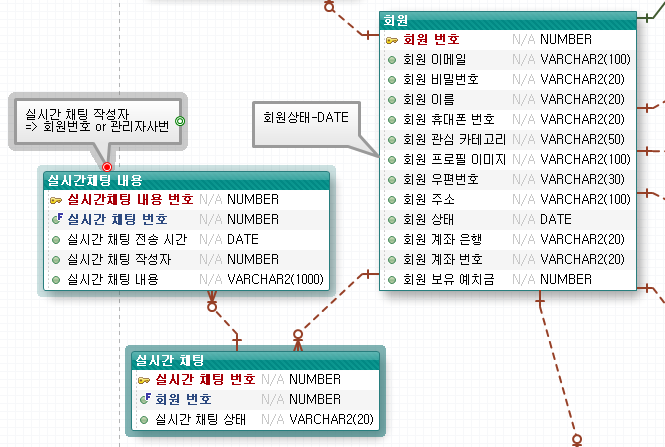 회원
회원 번호 N/A NUMBER
회원 이메일 N/A VARCHAR2(100)
회원 비밀번호 N/A VARCHAR2(20)
회원 이름 N/A VARCHAR2(20)
회원 휴대폰 번호 N/A VARCHAR2(20)
회원 관심 카테고리 N/A VARCHAR2(50)
회원 프로필 이미지 N/A VARCHAR2(100)
회원 우편번호 N/A VARCHAR2(30)
회원 주소 N/A VARCHAR2(100)
회원 상태 N/A DATE
회원 계좌 은행 N/A VARCHAR2(20)
회원 계좌 번호 N/A VARCHAR2(20)
회원 보유 예치금 N/A NUMBER
회원상태-DATE
실시간 채팅 작성자
=> 회원번호 or 관리자사번
실시간채팅 내용
실시간채팅 내용 번호 N/A NUMBER
F 실시간 채팅 번호 N/A NUMBER
실시간 채팅 전송 시간 N/A DATE
실시간 채팅 작성자 N/A NUMBER
실시간 채팅 내용 N/A VARCHAR2(1000)
실시간 채팅
실시간 채팅 번호 N/A NUMBER
F 회원 번호 N/A NUMBER
실시간 채팅 상태 N/A VARCHAR2(20)